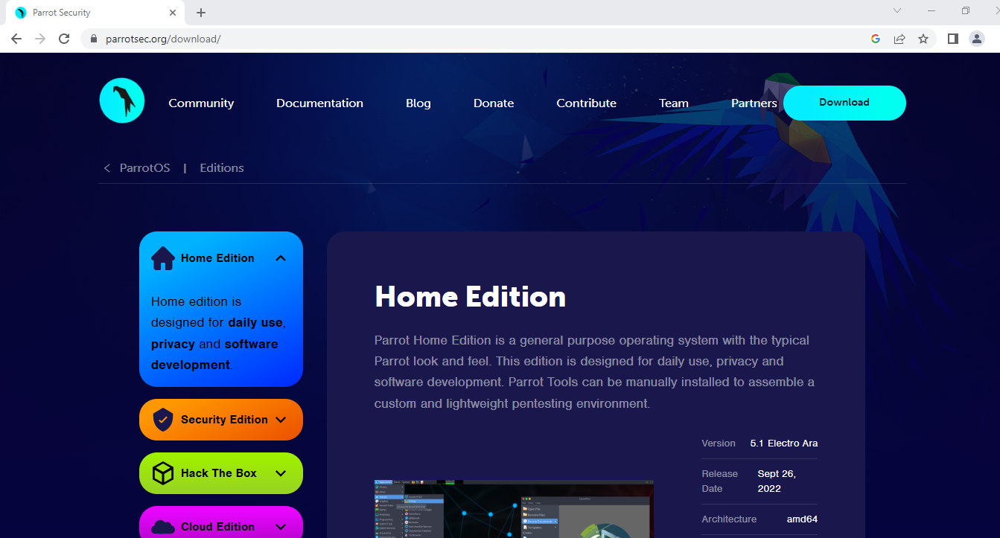 Parrot Security
parrotsec.org/download/
Community Documentation Blog Donate Contribute Team Partners Download
ParrotOS | Editions
Home Edition
Home edition is
designed for daily use,
privacy and software
development.
Security Edition
Hack The Box
Cloud Edition
Home Edition
Parrot Home Edition is a general purpose operating system with the typical
Parrot look and feel. This edition is designed for daily use, privacy and
software development. Parrot Tools can be manually installed to assemble a
custom and lightweight pentesting environment.
Version 5.1 Electro Ara
Release Date Sept 26, 2022
Architecture amd64